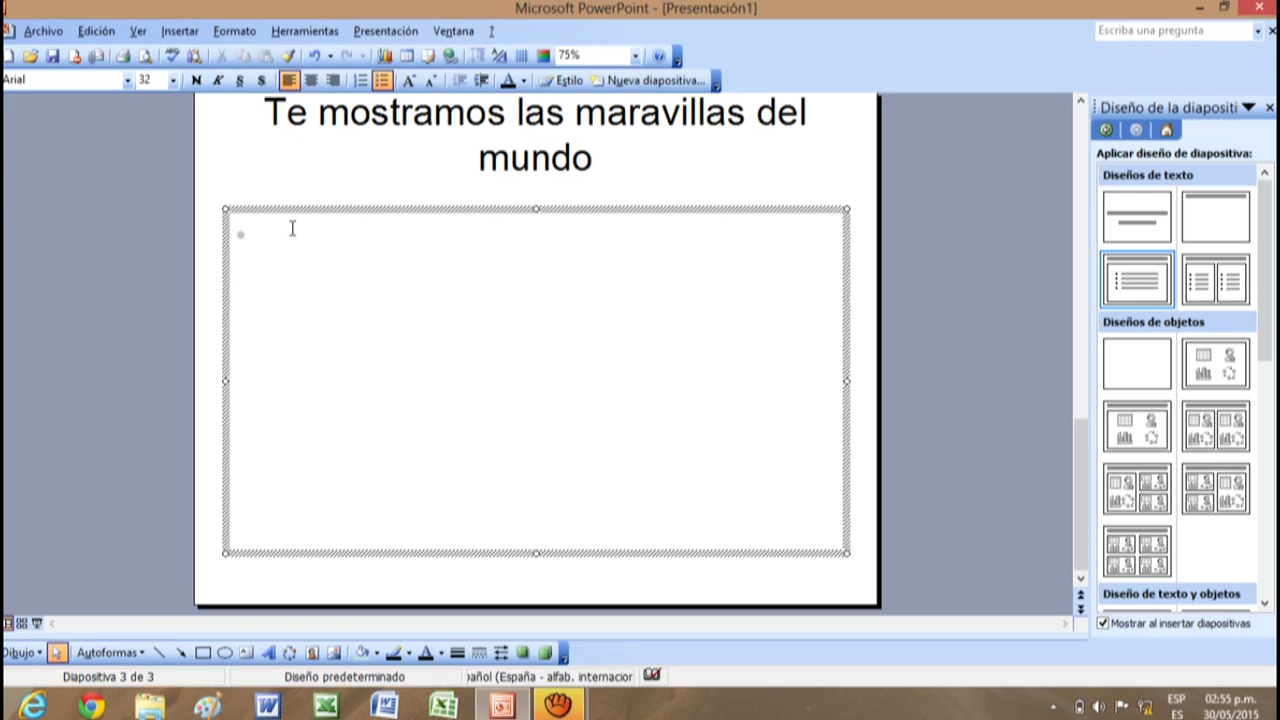 Microsoft PowerPoint - [Presentación1]
Archivo Edición Ver Insertar Formato Herramientas Presentación Ventana ?
Escriba una pregunta
75%
Arial 32 N K S S Estilo Nueva diapositiva...
Te mostramos las maravillas del
mundo
Diseño de la diapositi
Aplicar diseño de diapositiva:
Diseños de texto
Diseños de objetos
Diseño de texto y objetos
Mostrar al insertar diapositivas
Dibujo Autoformas
Diapositiva 3 de 3 Diseño predeterminado pañol (España - alfab. internacior
ESP
ES
02:55 p.m.
30/05/2015